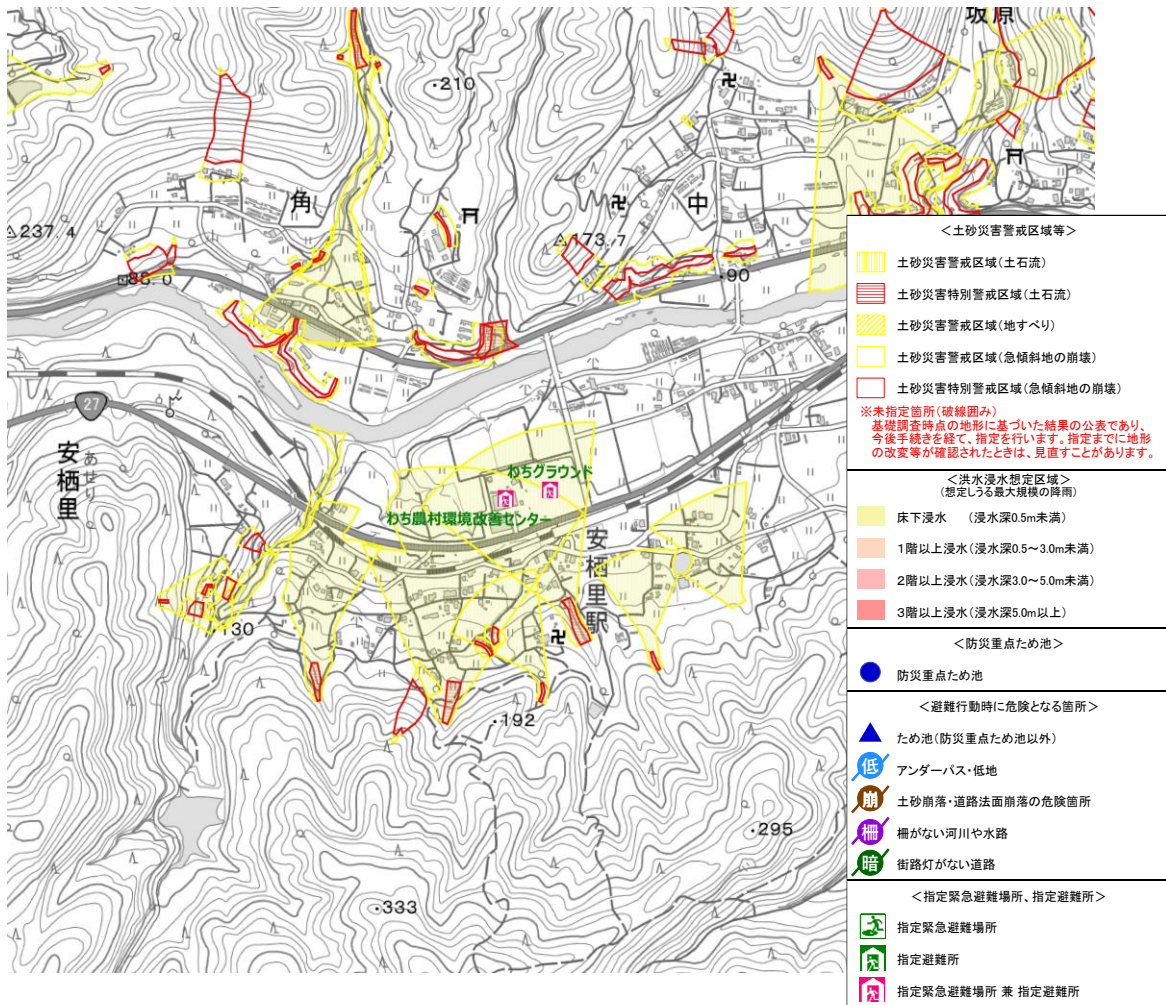 坂原
・210
角
中
△237.4
△173.7
・90
88.0
27
安栖里
あせり
わちグラウンド
わち農村環境改善センター
安栖里駅
・130
・192
・295
・333
＜土砂災害警戒区域等＞
土砂災害警戒区域(土石流)
土砂災害特別警戒区域(土石流)
土砂災害警戒区域(地すべり)
土砂災害警戒区域(急傾斜地の崩壊)
土砂災害特別警戒区域(急傾斜地の崩壊)
※未指定箇所(破線囲み)
基礎調査時点の地形に基づいた結果の公表であり、
今後手続きを経て、指定を行います。指定までに地形
の改変等が確認されたときは、見直すことがあります。
＜洪水浸水想定区域＞
(想定しうる最大規模の降雨)
床下浸水 (浸水深0.5m未満)
1階以上浸水(浸水深0.5～3.0m未満)
2階以上浸水(浸水深3.0～5.0m未満)
3階以上浸水(浸水深5.0m以上)
＜防災重点ため池＞
防災重点ため池
＜避難行動時に危険となる箇所＞
ため池(防災重点ため池以外)
低 アンダーパス・低地
崩 土砂崩落・道路法面崩落の危険箇所
柵 柵がない河川や水路
暗 街路灯がない道路
＜指定緊急避難場所、指定避難所＞
指定緊急避難場所
指定避難所
指定緊急避難場所 兼 指定避難所